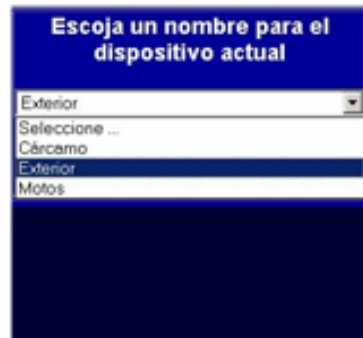 Escoja un nombre para el
dispositivo actual
Exterior
Seleccione ...
Cárcamo
Exterior
Motos